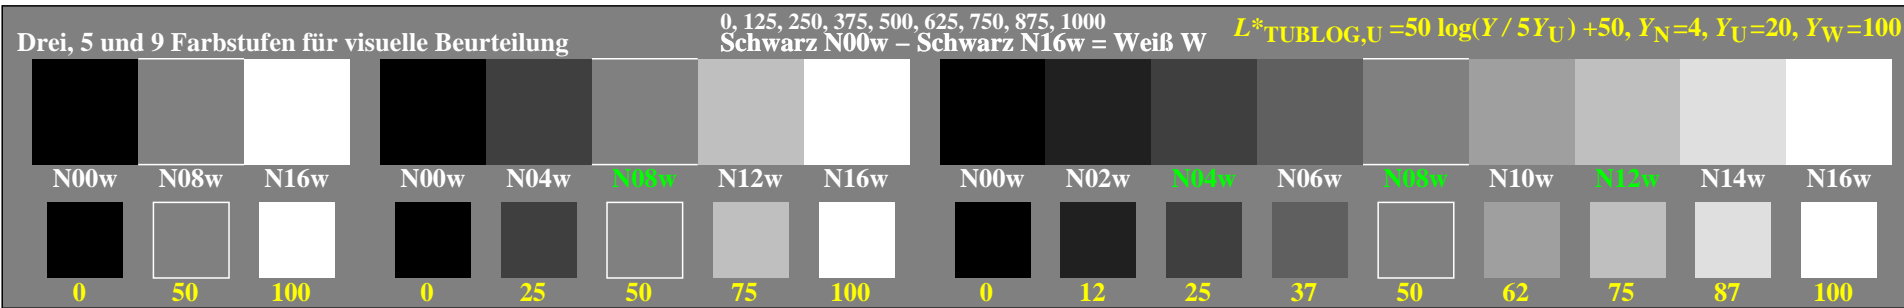 0, 125, 250, 375, 500, 625, 750, 875, 1000
Drei, 5 und 9 Farbstufen für visuelle Beurteilung
Schwarz N00w – Schwarz N16w = Weiß W
L*TUBLOG,U =50 log(Y / 5YU) +50, YN=4, YU=20, YW=100
N00w N08w N16w N00w N04w N08w N12w N16w N00w N02w N04w N06w N08w N10w N12w N14w N16w
0 50 100 0 25 50 75 100 0 12 25 37 50 62 75 87 100